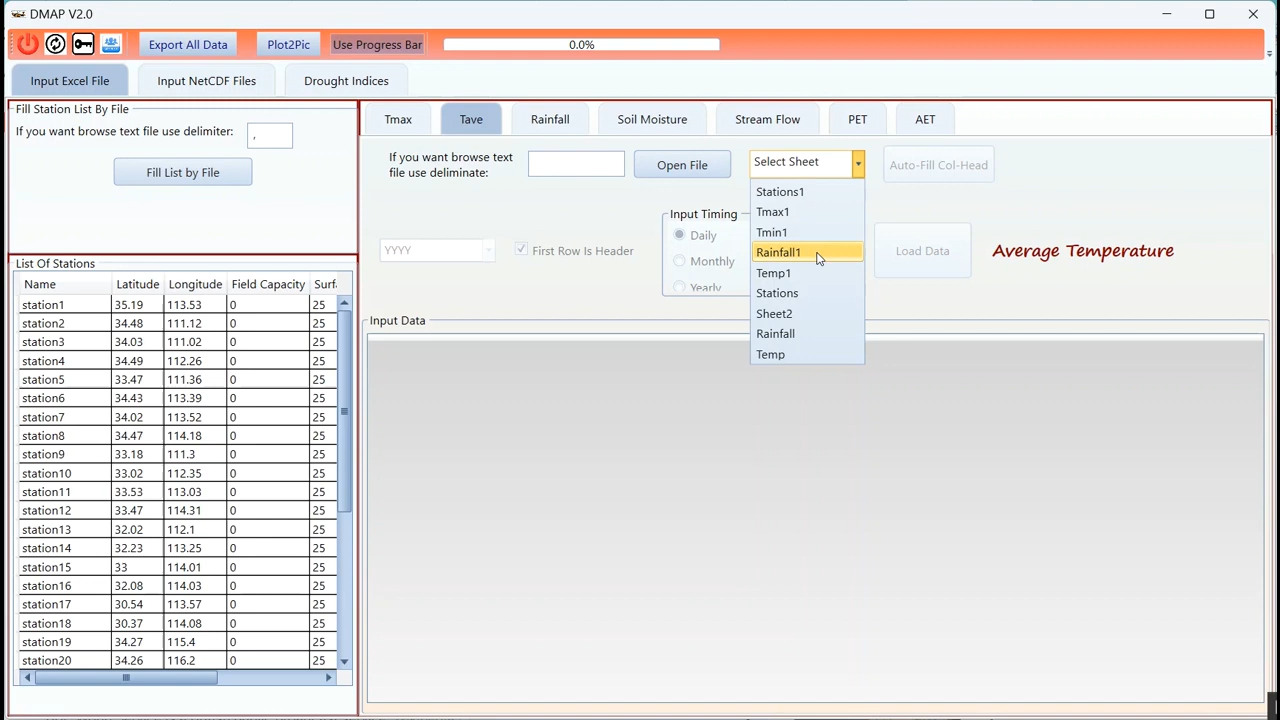 DMAP V2.0
Export All Data Plot2Pic Use Progress Bar 0.0%
Input Excel File Input NetCDF Files Drought Indices
Fill Station List By File
If you want browse text file use delimiter: ,
Fill List by File
List Of Stations
Name Latitude Longitude Field Capacity Surfa
station1 35.19 113.53 0 25
station2 34.48 111.12 0 25
station3 34.03 111.02 0 25
station4 34.49 112.26 0 25
station5 33.47 111.36 0 25
station6 34.43 113.39 0 25
station7 34.02 113.52 0 25
station8 34.47 114.18 0 25
station9 33.18 111.3 0 25
station10 33.02 112.35 0 25
station11 33.53 113.03 0 25
station12 33.47 114.31 0 25
station13 32.02 112.1 0 25
station14 32.23 113.25 0 25
station15 33 114.01 0 25
station16 32.08 114.03 0 25
station17 30.54 113.57 0 25
station18 30.37 114.08 0 25
station19 34.27 115.4 0 25
station20 34.26 116.2 0 25
Tmax Tave Rainfall Soil Moisture Stream Flow PET AET
If you want browse text
file use deliminate:
Open File
Select Sheet
Auto-Fill Col-Head
Stations1
Tmax1
Tmin1
Rainfall1
Temp1
Stations
Sheet2
Rainfall
Temp
YYYY
First Row Is Header
Input Timing
Daily
Monthly
Yearly
Load Data
Average Temperature
Input Data